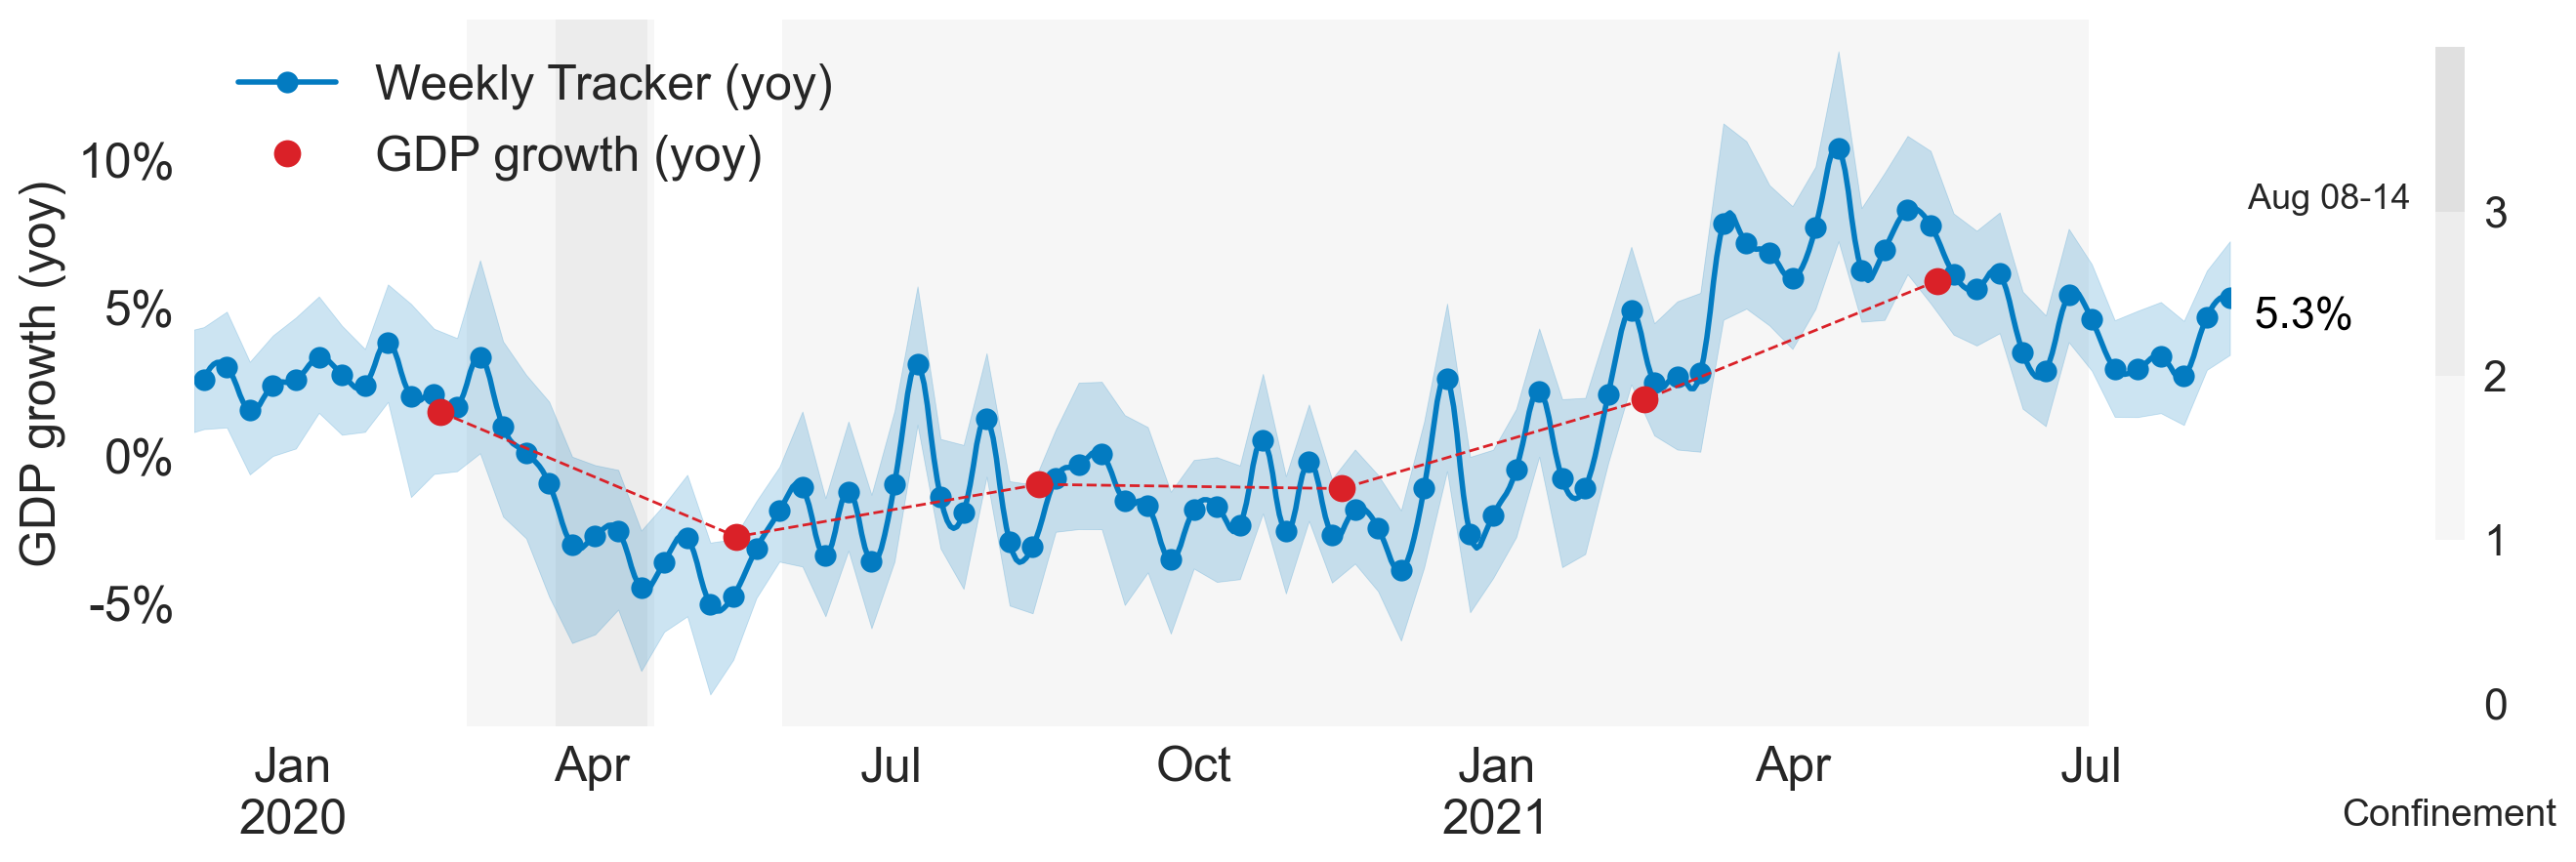 Weekly Tracker (yoy)
GDP growth (yoy)
GDP growth (yoy)
10%
5%
0%
-5%
Jan
2020
Apr
Jul
Oct
Jan
2021
Apr
Jul
Aug 08-14
5.3%
3
2
1
0
Confinement